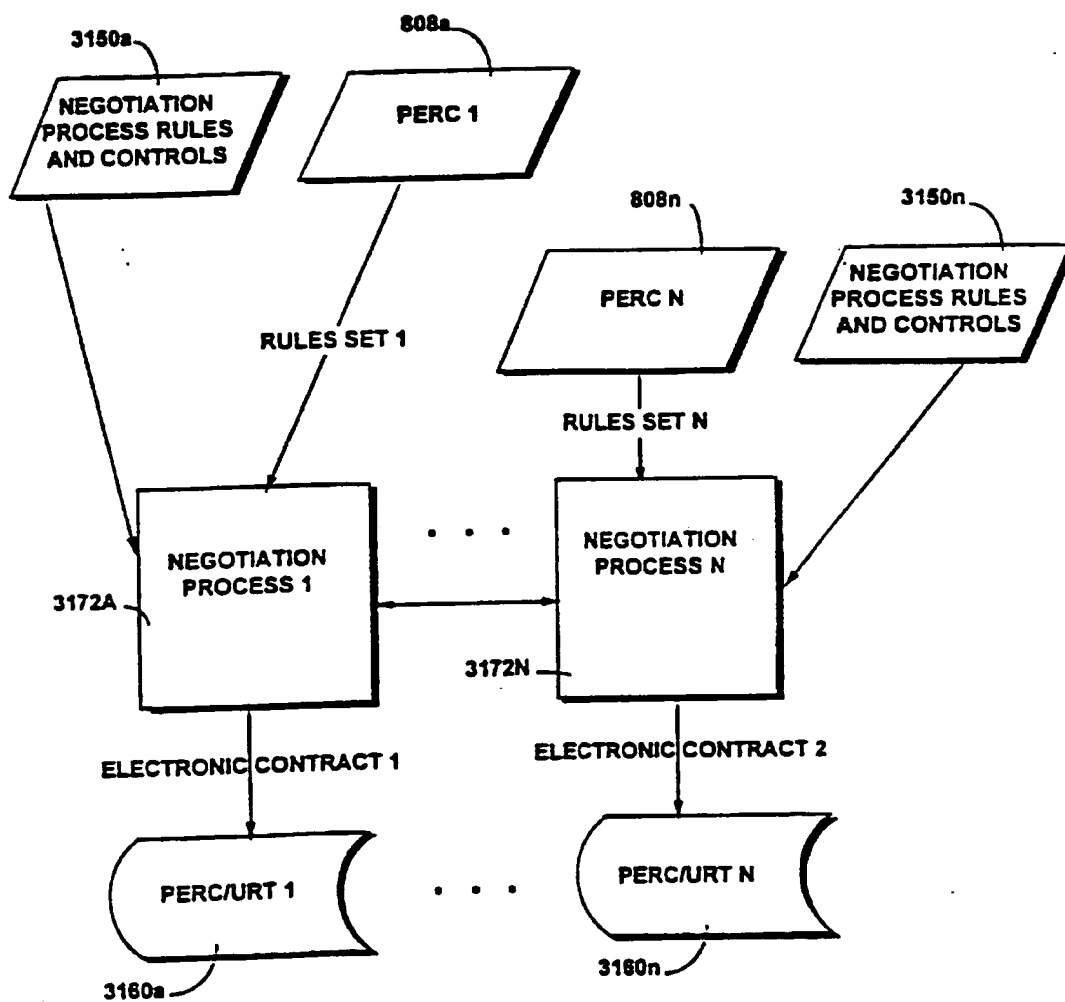 3150a
808a
NEGOTIATION
PROCESS RULES
AND CONTROLS
PERC 1
808n
3150n
PERC N
NEGOTIATION
PROCESS RULES
AND CONTROLS
RULES SET 1
RULES SET N
NEGOTIATION
PROCESS 1
. . .
NEGOTIATION
PROCESS N
3172A
3172N
ELECTRONIC CONTRACT 1
ELECTRONIC CONTRACT 2
PERC/URT 1
. . .
PERC/URT N
3160a
3160n